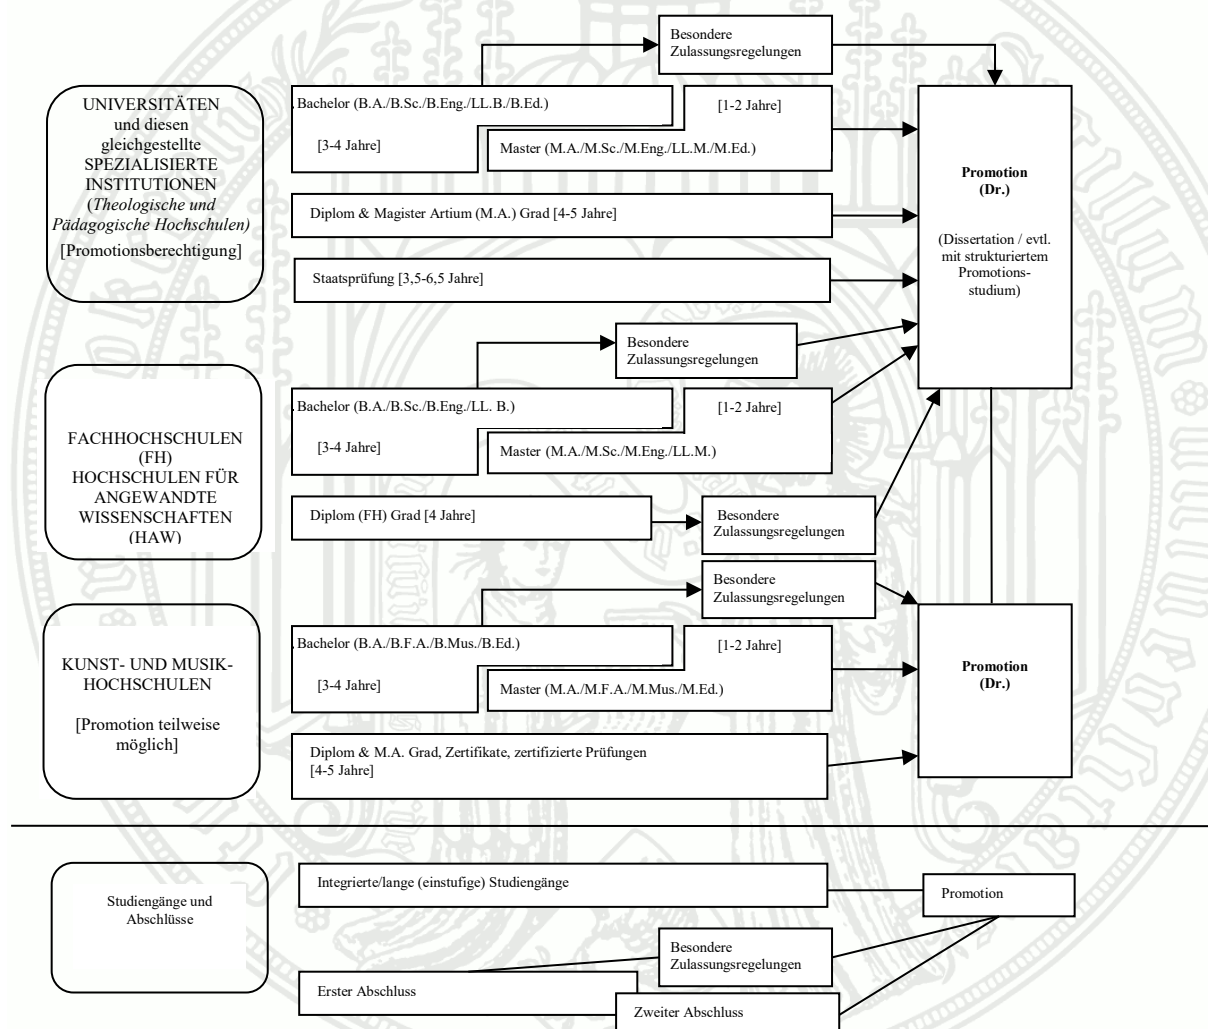 Besondere
Zulassungsregelungen
UNIVERSITÄTEN
und diesen
gleichgestellte
SPEZIALISIERTE
INSTITUTIONEN
(Theologische und
Pädagogische Hochschulen)
[Promotionsberechtigung]
Bachelor (B.A./B.Sc./B.Eng./LL.B./B.Ed.)
[1-2 Jahre]
[3-4 Jahre]
Master (M.A./M.Sc./M.Eng./LL.M./M.Ed.)
Diplom & Magister Artium (M.A.) Grad [4-5 Jahre]
Staatsprüfung [3,5-6,5 Jahre]
Promotion
(Dr.)
(Dissertation / evtl.
mit strukturiertem
Promotions-
studium)
Besondere
Zulassungsregelungen
FACHHOCHSCHULEN
(FH)
HOCHSCHULEN FÜR
ANGEWANDTE
WISSENSCHAFTEN
(HAW)
Bachelor (B.A./B.Sc./B.Eng./LL. B.)
[1-2 Jahre]
[3-4 Jahre]
Master (M.A./M.Sc./M.Eng./LL.M.)
Diplom (FH) Grad [4 Jahre]
Besondere
Zulassungsregelungen
Besondere
Zulassungsregelungen
KUNST- UND MUSIK-
HOCHSCHULEN
[Promotion teilweise
möglich]
Bachelor (B.A./B.F.A./B.Mus./B.Ed.)
[1-2 Jahre]
[3-4 Jahre]
Master (M.A./M.F.A./M.Mus./M.Ed.)
Diplom & M.A. Grad, Zertifikate, zertifizierte Prüfungen
[4-5 Jahre]
Promotion
(Dr.)
Studiengänge und
Abschlüsse
Integrierte/lange (einstufige) Studiengänge
Promotion
Besondere
Zulassungsregelungen
Erster Abschluss
Zweiter Abschluss